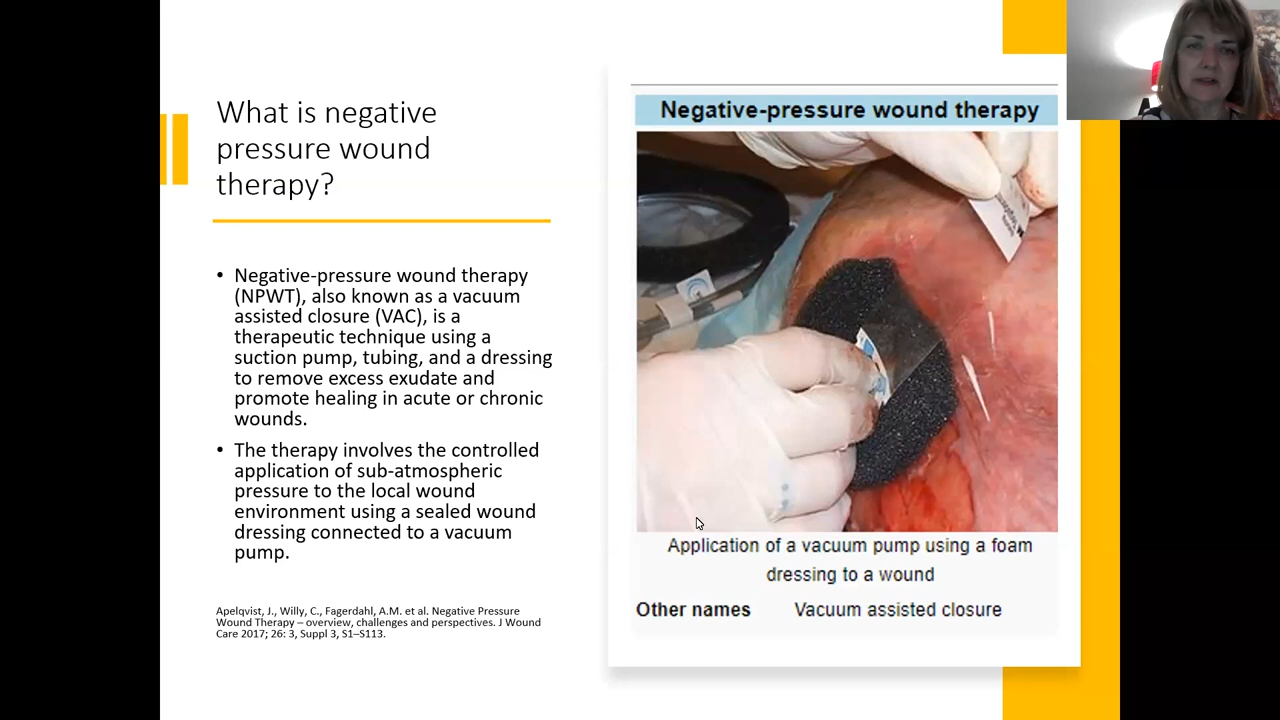 What is negative
pressure wound
therapy?
• Negative-pressure wound therapy
(NPWT), also known as a vacuum
assisted closure (VAC), is a
therapeutic technique using a
suction pump, tubing, and a dressing
to remove excess exudate and
promote healing in acute or chronic
wounds.
• The therapy involves the controlled
application of sub-atmospheric
pressure to the local wound
environment using a sealed wound
dressing connected to a vacuum
pump.
Apelqvist, J., Willy, C., Fagerdahl, A.M. et al. Negative Pressure
Wound Therapy – overview, challenges and perspectives. J Wound
Care 2017; 26: 3, Suppl 3, S1–S113.
Negative-pressure wound therapy
Application of a vacuum pump using a foam
dressing to a wound
Other names Vacuum assisted closure